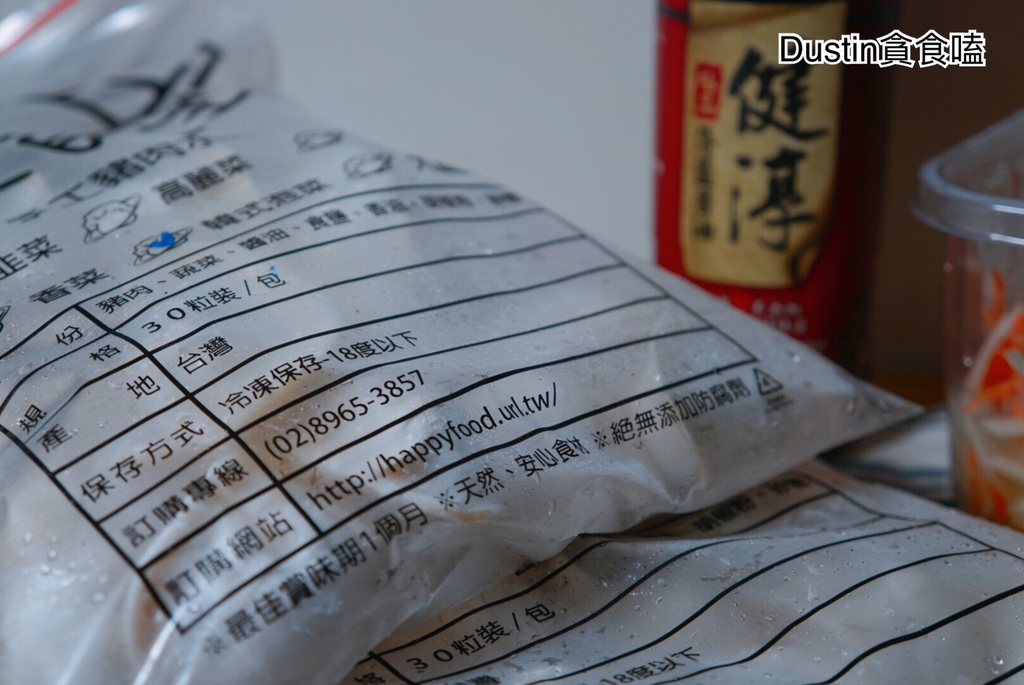 Dustin貪食嗑
健淳
手工豬肉水
高麗菜
韭菜
韓式泡菜
香菜
份 豬肉、蔬菜、醬油、食鹽、香油
規格 30粒裝/包
產地 台灣
保存方式 冷凍保存-18度以下
訂購專線 (02)8965-3857
訂購網站 http://happyfood.url.tw/
※最佳賞味期1個月 ※天然、安心食材 ※絕無添加防腐劑
格 30粒裝/包
18度以下